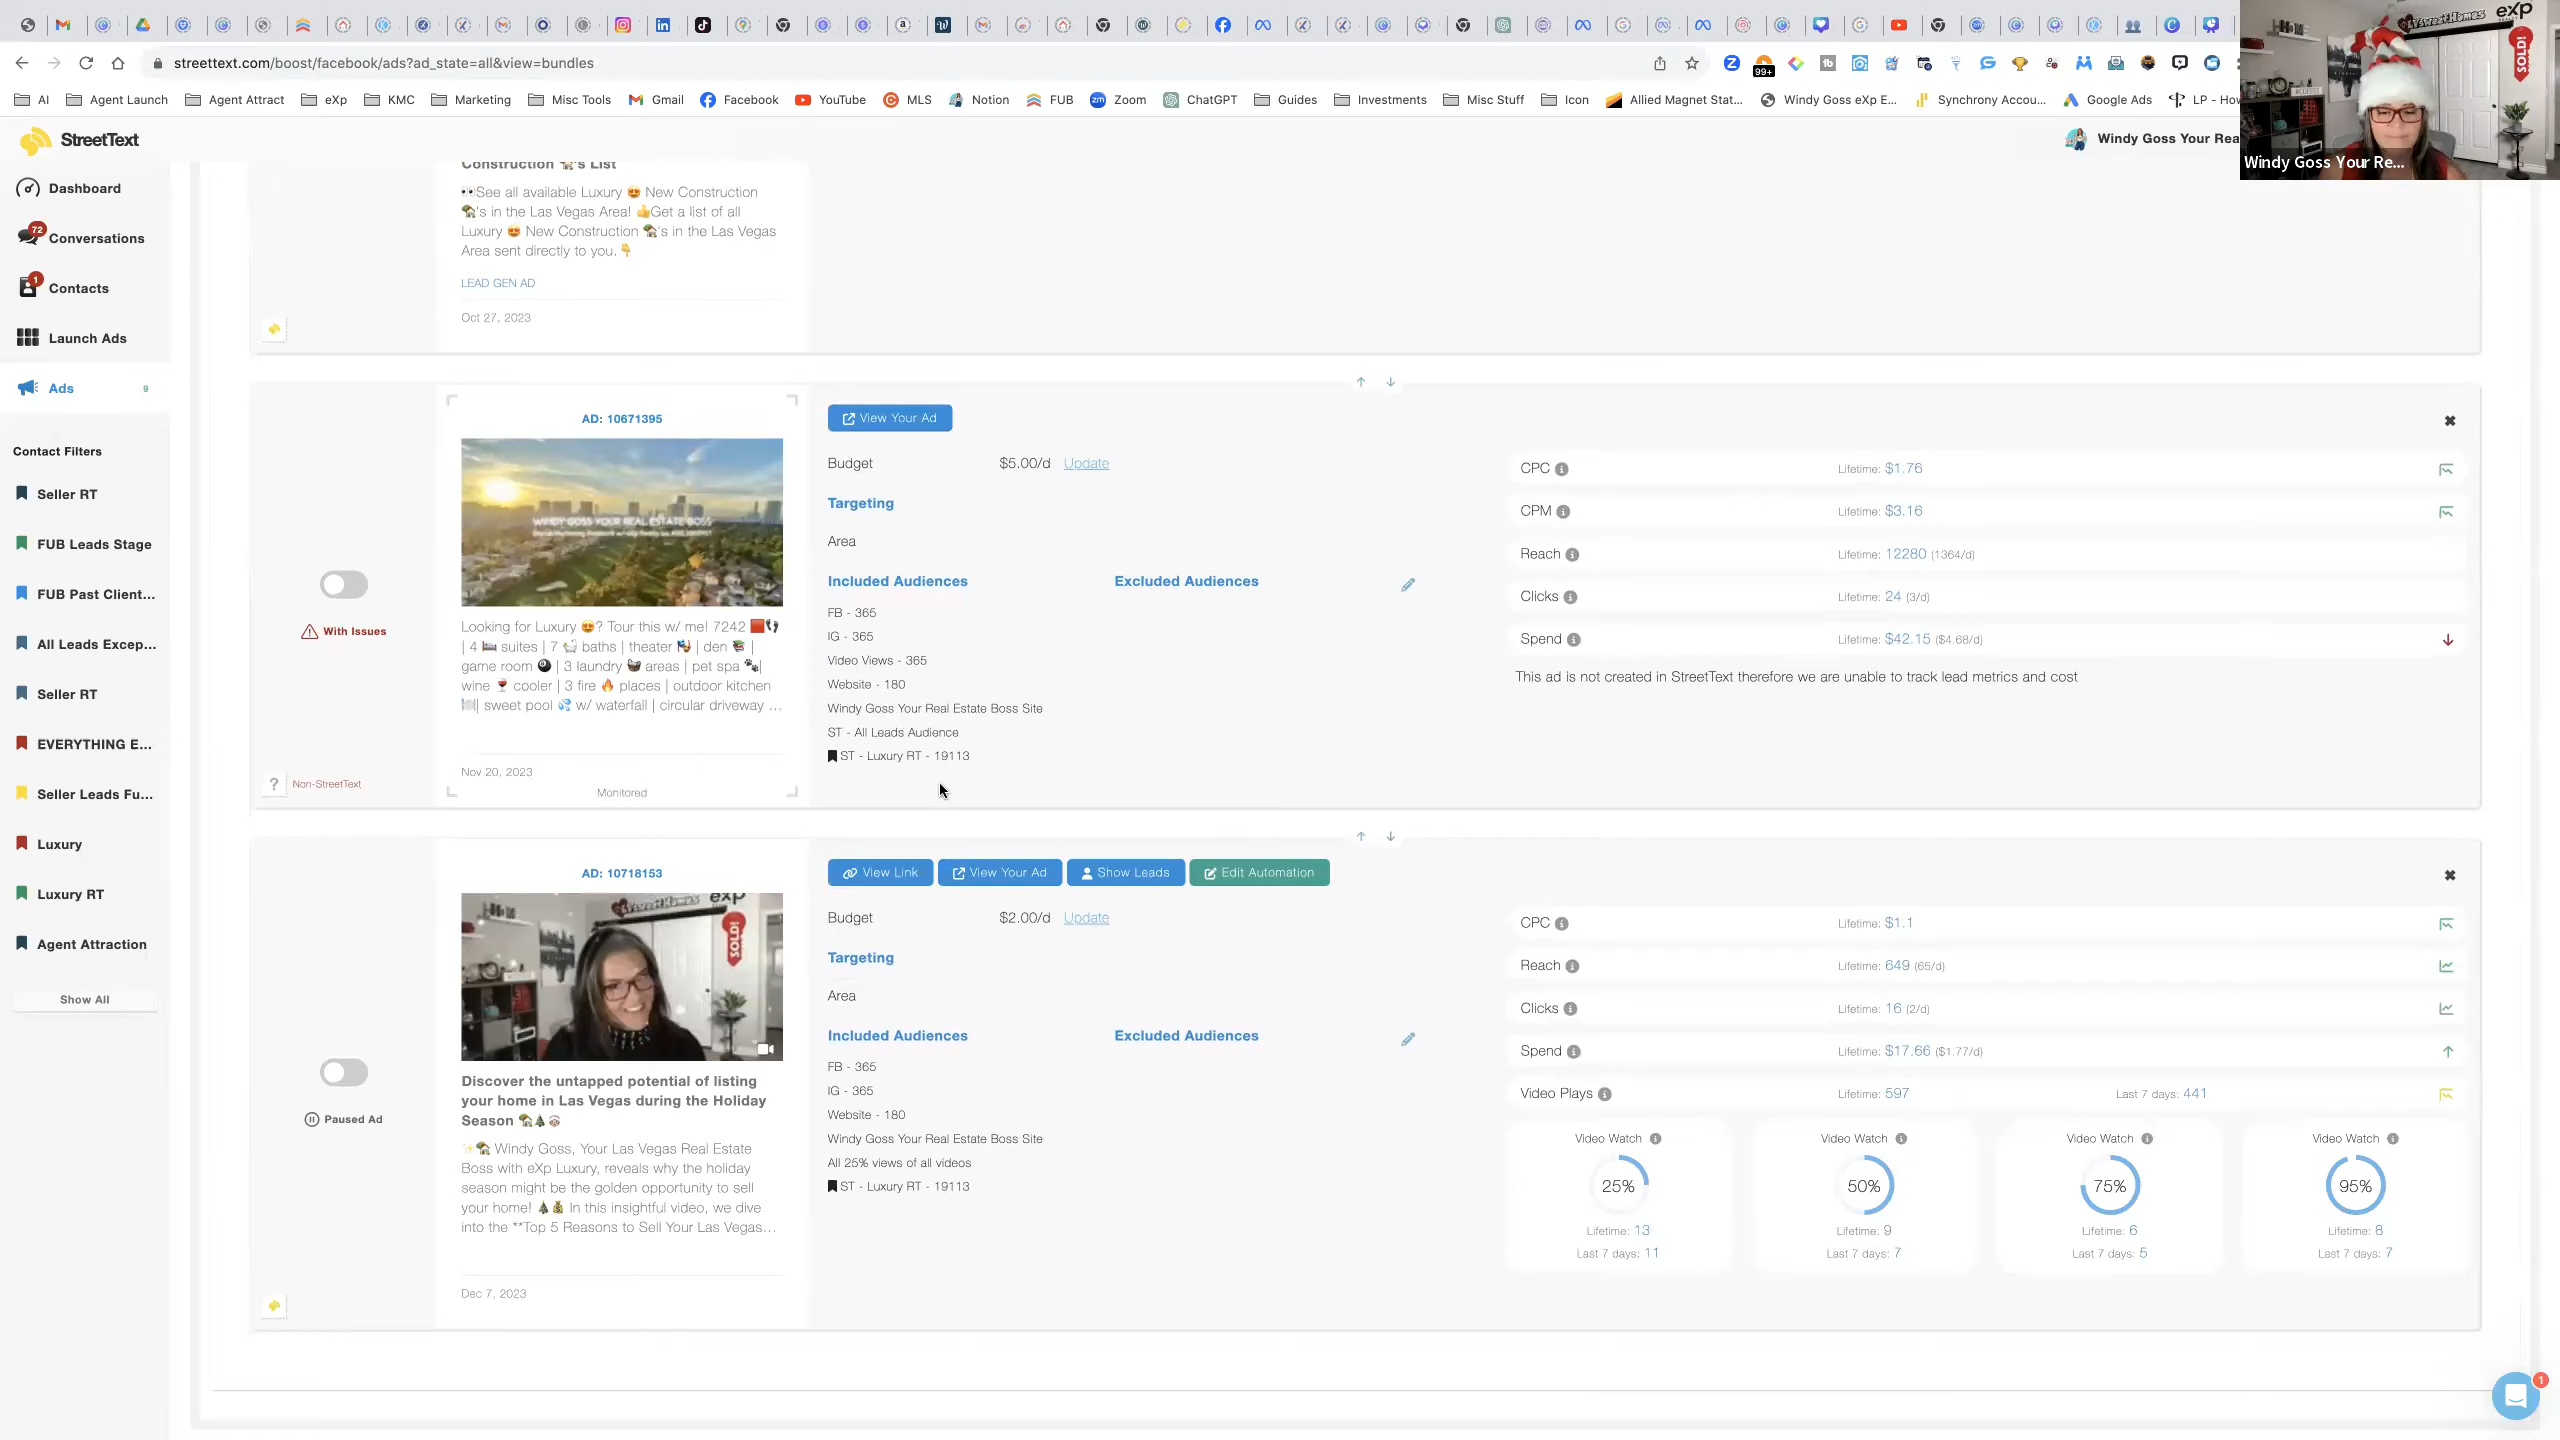 streettext.com/boost/facebook/ads?ad_state=all&view=bundles
99+
AI
Agent Launch
Agent Attract
eXp
KMC
Marketing
Misc Tools
Gmail
Facebook
YouTube
MLS
Notion
FUB
Zoom
ChatGPT
Guides
Investments
Misc Stuff
Icon
Allied Magnet Stat...
Windy Goss eXp E...
Synchrony Accou...
Google Ads
LP - How
eXp
SOLD!
Windy Goss Your Re...
StreetText
Windy Goss Your Rea
Dashboard
72
Conversations
1
Contacts
Launch Ads
Ads
9
Contact Filters
Seller RT
FUB Leads Stage
FUB Past Client...
All Leads Excep...
Seller RT
EVERYTHING E...
Seller Leads Fu...
Luxury
Luxury RT
Agent Attraction
Show All
Construction 🏡's List
👀See all available Luxury 😍 New Construction
🏡's in the Las Vegas Area! 👍Get a list of all
Luxury 😍 New Construction 🏡's in the Las Vegas
Area sent directly to you.👇
LEAD GEN AD
Oct 27, 2023
With Issues
? Non-StreetText
AD: 10671395
WINDY GOSS YOUR REAL ESTATE BOSS
Looking for Luxury 😍? Tour this w/ me! 7242 🟥👣
| 4 🛏 suites | 7 🛁 baths | theater 🎭 | den 📚 |
game room 🎱 | 3 laundry 🧺 areas | pet spa 🐾|
wine 🍷 cooler | 3 fire 🔥 places | outdoor kitchen
🍽| sweet pool 💦 w/ waterfall | circular driveway ...
Nov 20, 2023
Monitored
View Your Ad
Budget $5.00/d Update
Targeting
Area
Included Audiences
Excluded Audiences
FB - 365
IG - 365
Video Views - 365
Website - 180
Windy Goss Your Real Estate Boss Site
ST - All Leads Audience
ST - Luxury RT - 19113
CPC Lifetime: $1.76
CPM Lifetime: $3.16
Reach Lifetime: 12280 (1364/d)
Clicks Lifetime: 24 (3/d)
Spend Lifetime: $42.15 ($4.68/d)
This ad is not created in StreetText therefore we are unable to track lead metrics and cost
Paused Ad
AD: 10718153
eXp
SOLD!
Discover the untapped potential of listing
your home in Las Vegas during the Holiday
Season 🏡🎄🎅
✨🏡 Windy Goss, Your Las Vegas Real Estate
Boss with eXp Luxury, reveals why the holiday
season might be the golden opportunity to sell
your home! 🎄💰 In this insightful video, we dive
into the **Top 5 Reasons to Sell Your Las Vegas...
Dec 7, 2023
View Link
View Your Ad
Show Leads
Edit Automation
Budget $2.00/d Update
Targeting
Area
Included Audiences
Excluded Audiences
FB - 365
IG - 365
Website - 180
Windy Goss Your Real Estate Boss Site
All 25% views of all videos
ST - Luxury RT - 19113
CPC Lifetime: $1.1
Reach Lifetime: 649 (65/d)
Clicks Lifetime: 16 (2/d)
Spend Lifetime: $17.66 ($1.77/d)
Video Plays Lifetime: 597 Last 7 days: 441
Video Watch
25%
Lifetime: 13
Last 7 days: 11
Video Watch
50%
Lifetime: 9
Last 7 days: 7
Video Watch
75%
Lifetime: 6
Last 7 days: 5
Video Watch
95%
Lifetime: 8
Last 7 days: 7
1